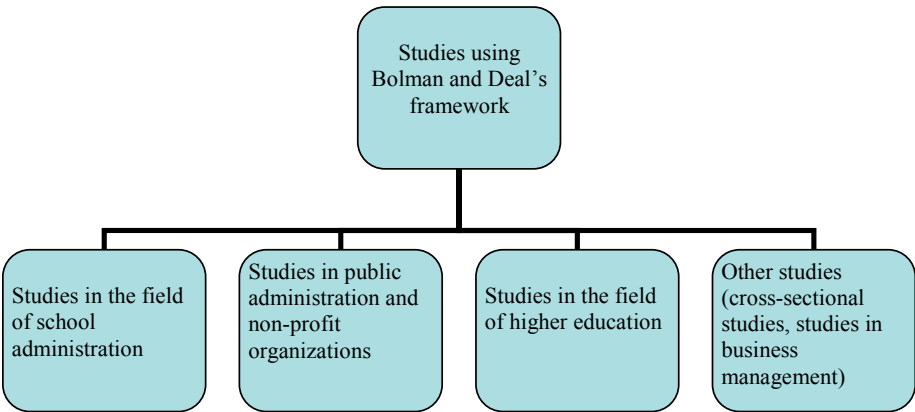 Studies using
Bolman and Deal’s
framework
Studies in the field
of school
administration
Studies in public
administration and
non-profit
organizations
Studies in the field
of higher education
Other studies
(cross-sectional
studies, studies in
business
management)